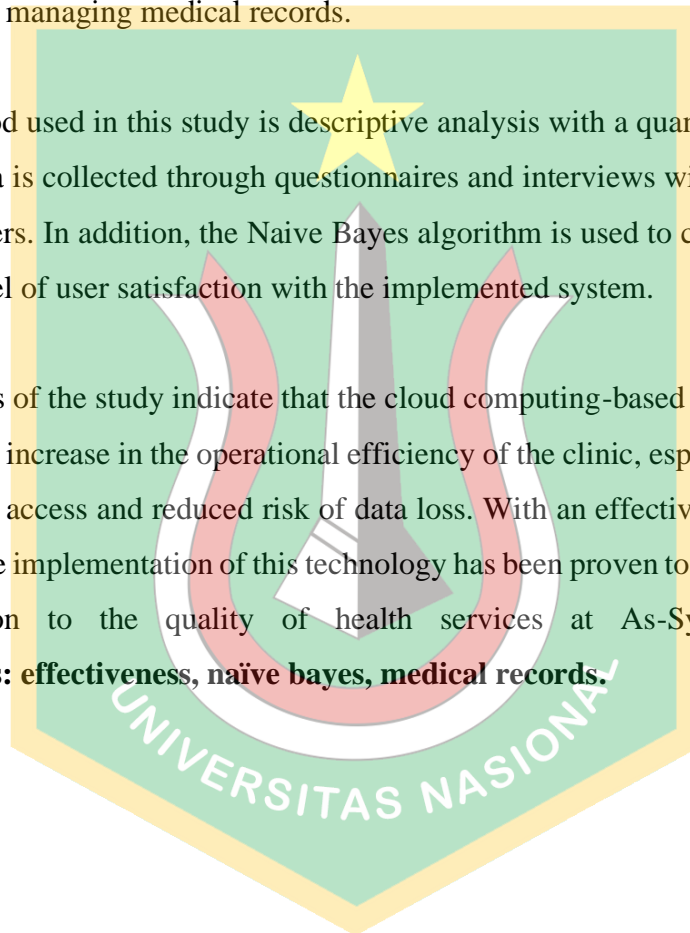 managing medical records.
d used in this study is descriptive analysis with a quan
is collected through questionnaires and interviews wi
ers. In addition, the Naive Bayes algorithm is used to c
el of user satisfaction with the implemented system.
s of the study indicate that the cloud computing-based
increase in the operational efficiency of the clinic, esp
access and reduced risk of data loss. With an effectiv
e implementation of this technology has been proven to
on to the quality of health services at As-Sy
s: effectiveness, naïve bayes, medical records.
UNIVERSITAS NASIONAL